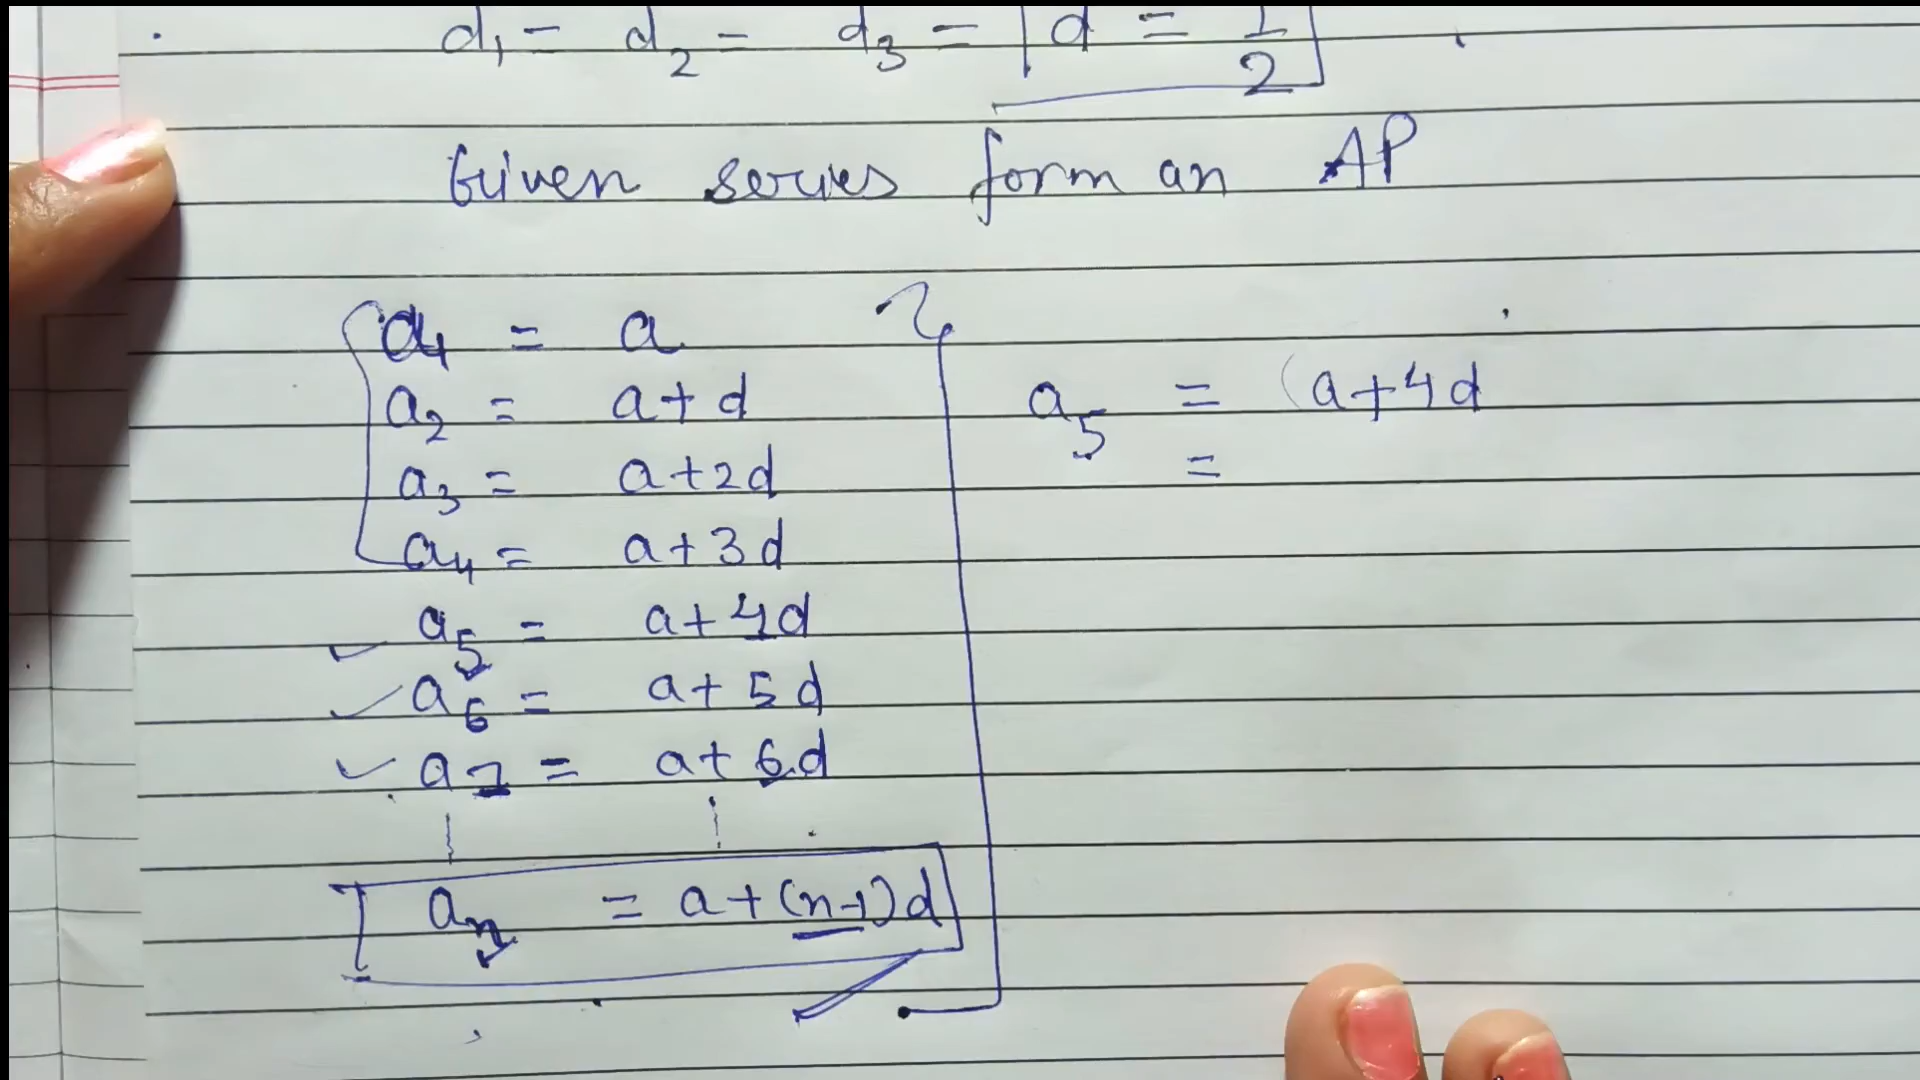 d₁ = d₂ = d₃ = d = 1/2
Given series form an AP
a₁ = a
a₂ = a+d
a₃ = a+2d
a₄ = a+3d
a₅ = a+4d
a₆ = a+5d
a₇ = a+6d
aₙ = a+(n-1)d
a₅ = (a+4d
=